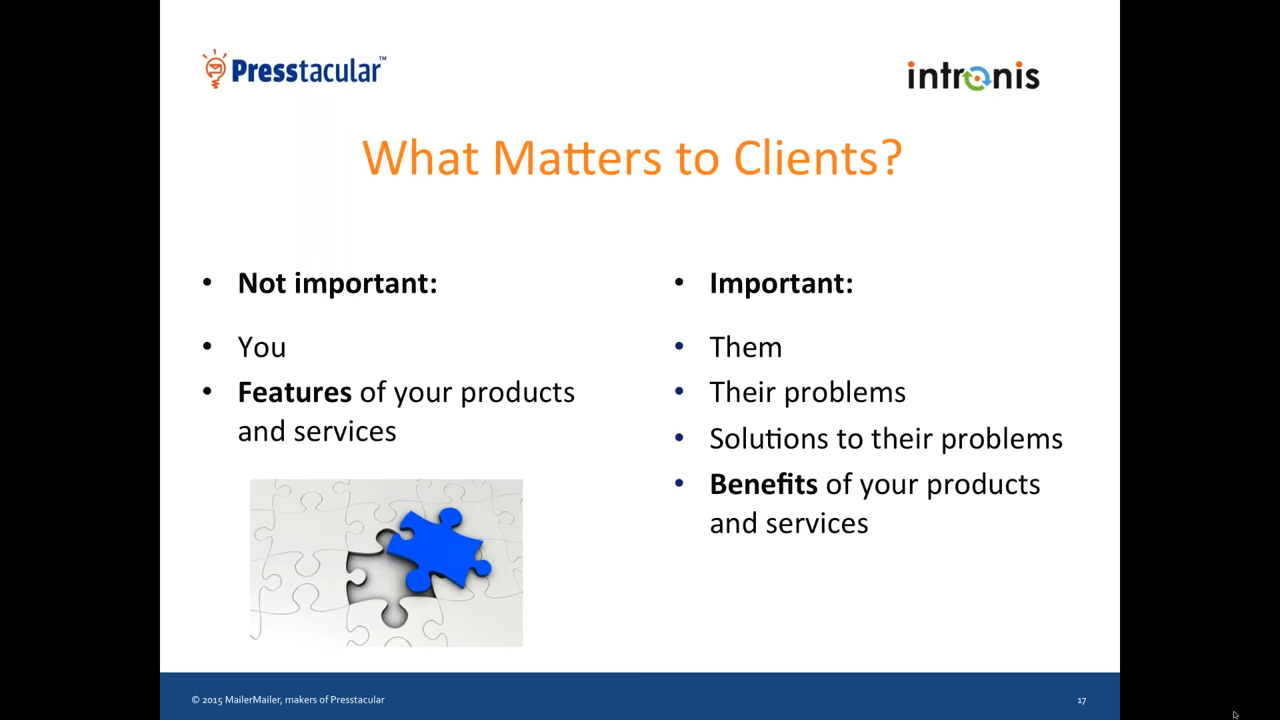 Presstacular™
intronis
What Matters to Clients?
• Not important:
• You
• Features of your products
and services
• Important:
• Them
• Their problems
• Solutions to their problems
• Benefits of your products
and services
© 2015 MailerMailer, makers of Presstacular
17